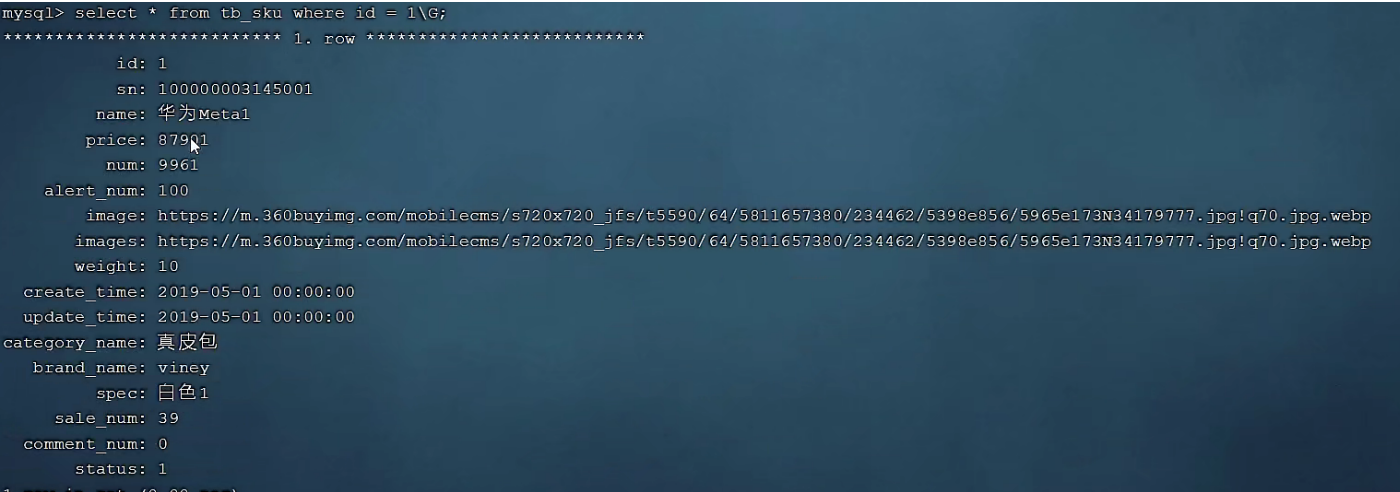 mysql> select * from tb_sku where id = 1\G;
*************************** 1. row ***************************
id: 1
sn: 100000003145001
name: 华为Meta1
price: 87901
num: 9961
alert_num: 100
image: https://m.360buyimg.com/mobilecms/s720x720_jfs/t5590/64/5811657380/234462/5398e856/5965e173N34179777.jpg!q70.jpg.webp
images: https://m.360buyimg.com/mobilecms/s720x720_jfs/t5590/64/5811657380/234462/5398e856/5965e173N34179777.jpg!q70.jpg.webp
weight: 10
create_time: 2019-05-01 00:00:00
update_time: 2019-05-01 00:00:00
category_name: 真皮包
brand_name: viney
spec: 白色1
sale_num: 39
comment_num: 0
status: 1